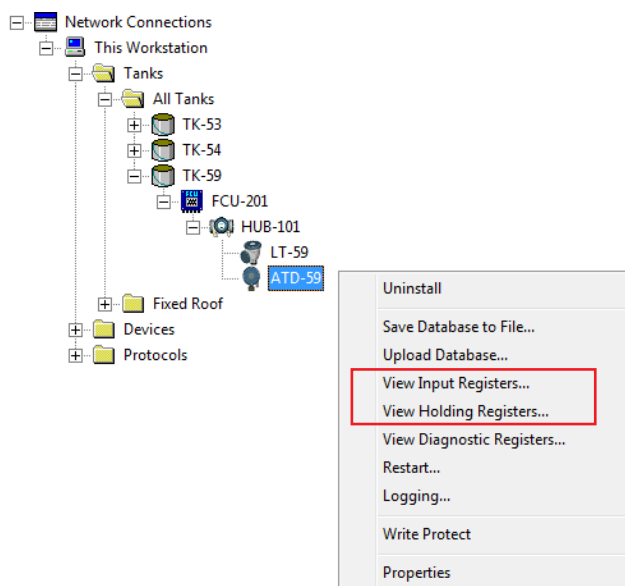 Network Connections
This Workstation
Tanks
All Tanks
TK-53
TK-54
TK-59
FCU
FCU-201
HUB-101
LT-59
ATD-59
Fixed Roof
Devices
Protocols
Uninstall
Save Database to File...
Upload Database...
View Input Registers...
View Holding Registers...
View Diagnostic Registers...
Restart...
Logging...
Write Protect
Properties